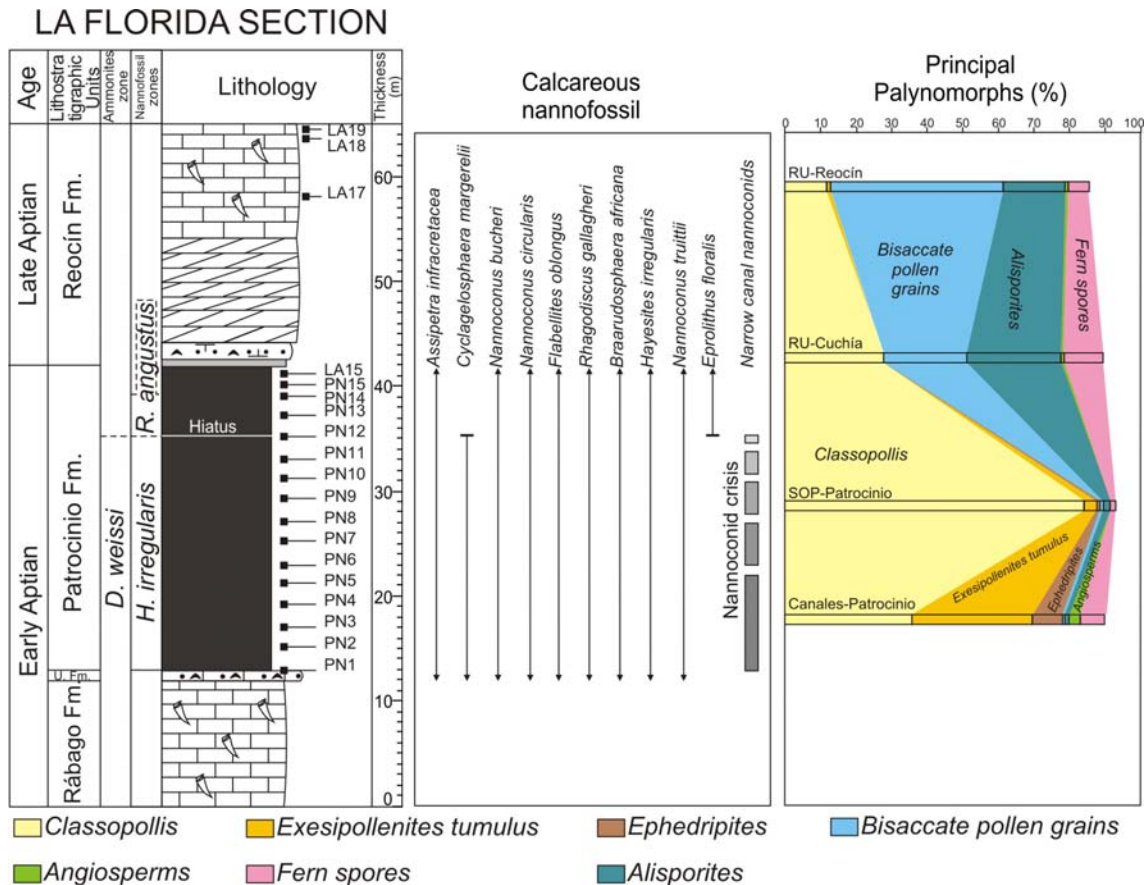 LA FLORIDA SECTION
Age
Lithostra
tigraphic
Units
Ammonites
zone
Nannofossil
zones
Lithology
Thickness
(m)
Calcareous
nannofossil
Principal
Palynomorphs (%)
0 10 20 30 40 50 60 70 80 90 100
Late Aptian
Early Aptian
Reocín Fm.
Patrocinio Fm.
U. Fm.
Rábago Fm.
D. weissi
R. angustus
H. irregularis
Hiatus
LA19
LA18
LA17
LA15
PN15
PN14
PN13
PN12
PN11
PN10
PN9
PN8
PN7
PN6
PN5
PN4
PN3
PN2
PN1
60
50
40
30
20
10
0
Assipetra infracretacea
Cyclagelosphaera margerelii
Nannoconus bucheri
Nannoconus circularis
Flabellites oblongus
Rhagodiscus gallagheri
Braarudosphaera africana
Hayesites irregularis
Nannoconus truittii
Eprolithus floralis
Narrow canal nannoconids
Nannoconid crisis
RU-Reocín
Bisaccate
pollen
grains
Alisporites
Fern spores
RU-Cuchía
Classopollis
SOP-Patrocinio
Exesipollenites tumulus
Ephedripites
Angiosperms
Canales-Patrocinio
Classopollis
Exesipollenites tumulus
Ephedripites
Bisaccate pollen grains
Angiosperms
Fern spores
Alisporites